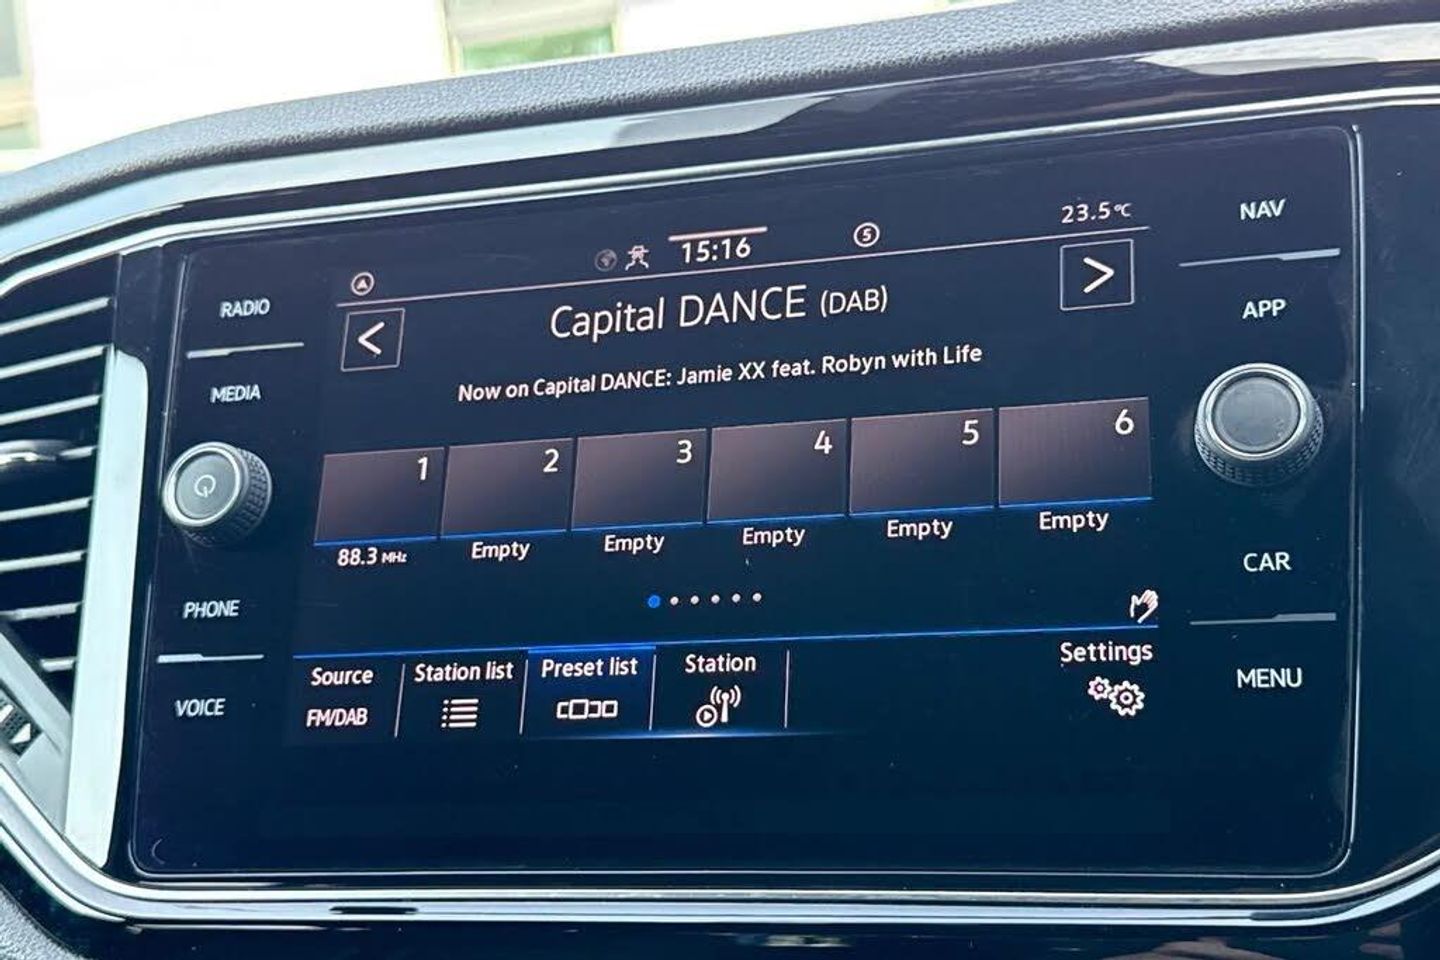 RADIO
MEDIA
PHONE
VOICE
15:16
5
23.5°C
<
Capital DANCE (DAB)
>
Now on Capital DANCE: Jamie XX feat. Robyn with Life
1
2
3
4
5
6
88.3 MHz
Empty
Empty
Empty
Empty
Empty
Source
FM/DAB
Station list
Preset list
Station
Settings
NAV
APP
CAR
MENU